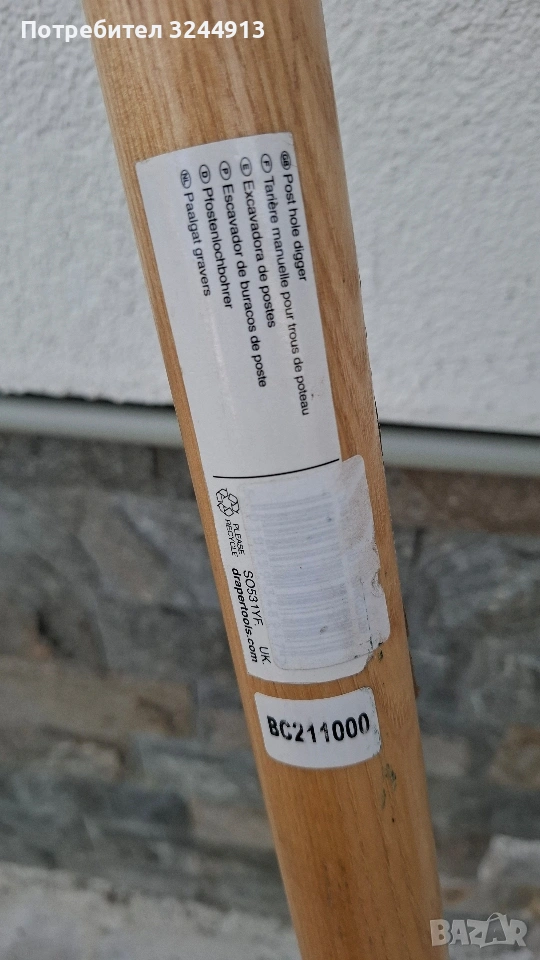 Потребител 3244913
GB Post hole digger
F Tarière manuelle pour trous de poteau
E Excavadora de postes
P Escavador de buracos de poste
D Pfostenlochbohrer
NL Paalgat gravers
PLEASE
RECYCLE
SO531YF. UK.
drapertools.com
BC211000
BAZAR